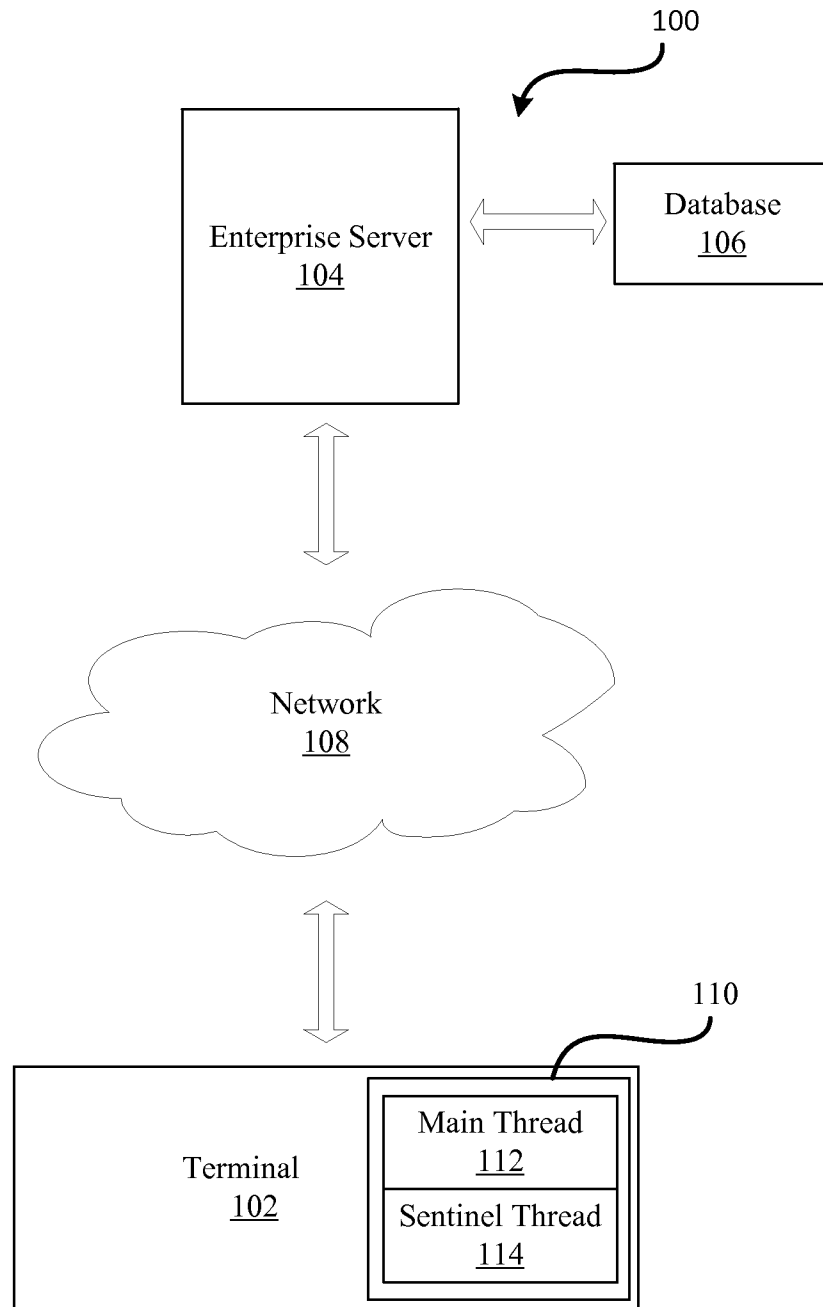 100
Enterprise Server
104
Database
106
Network
108
110
Terminal
102
Main Thread
112
Sentinel Thread
114